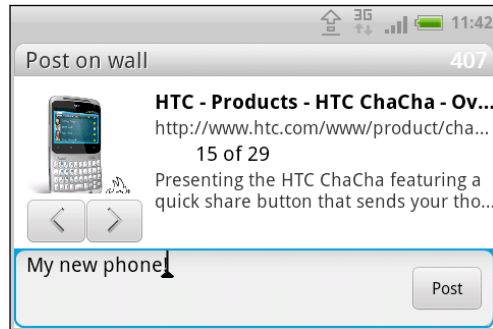 3G 11:42
Post on wall 407
HTC - Products - HTC ChaCha - Ov...
http://www.htc.com/www/product/cha...
15 of 29
Presenting the HTC ChaCha featuring a
quick share button that sends your tho...
My new phone!
Post